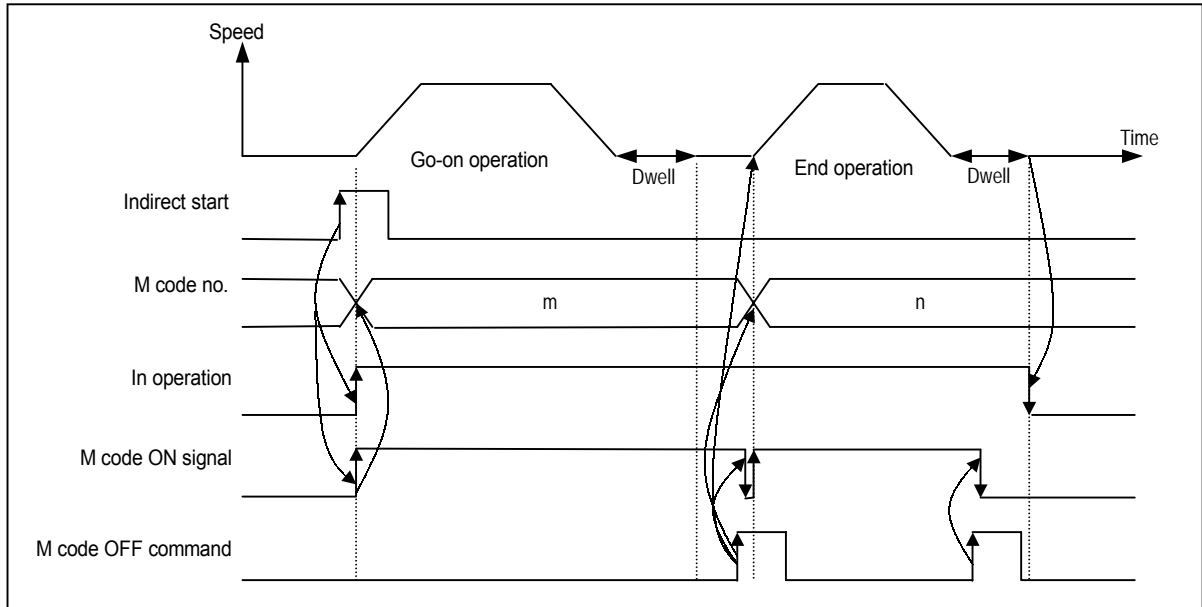 Speed
Time
Go-on operation
Dwell
End operation
Dwell
Indirect start
M code no.
m
n
In operation
M code ON signal
M code OFF command